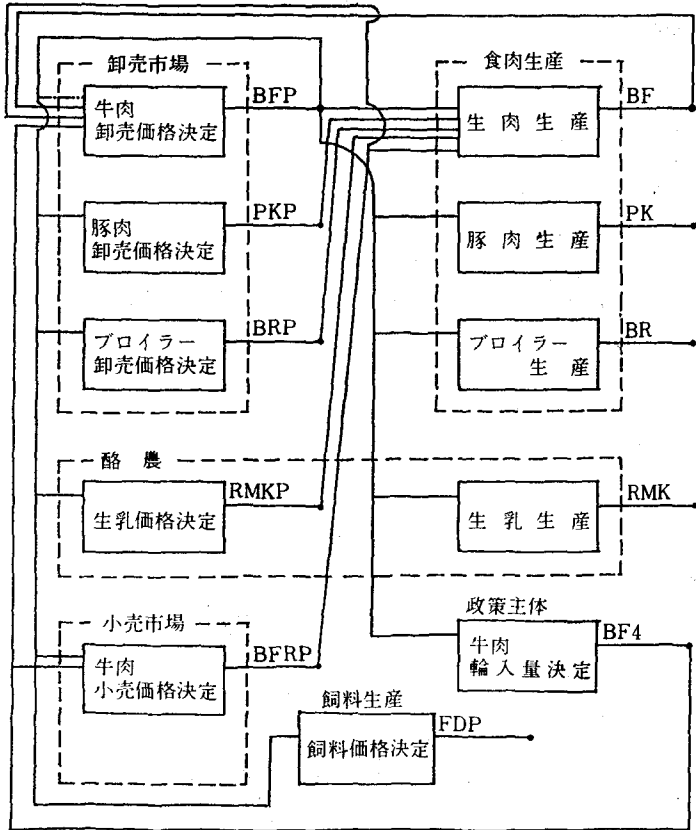 卸売市場
食肉生産
牛肉
卸売価格決定
BFP
生肉生産
BF
豚肉
卸売価格決定
PKP
豚肉生産
PK
ブロイラー
卸売価格決定
BRP
ブロイラー
生産
BR
酪農
生乳価格決定
RMKP
生乳生産
RMK
小売市場
牛肉
小売価格決定
BFRP
政策主体
牛肉
輪入量決定
BF4
飼料生産
飼料価格決定
FDP